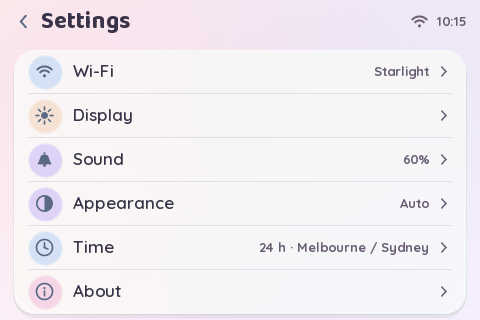 Settings 10:15
Wi-Fi Starlight
Display
Sound 60%
Appearance Auto
Time 24 h · Melbourne / Sydney
About